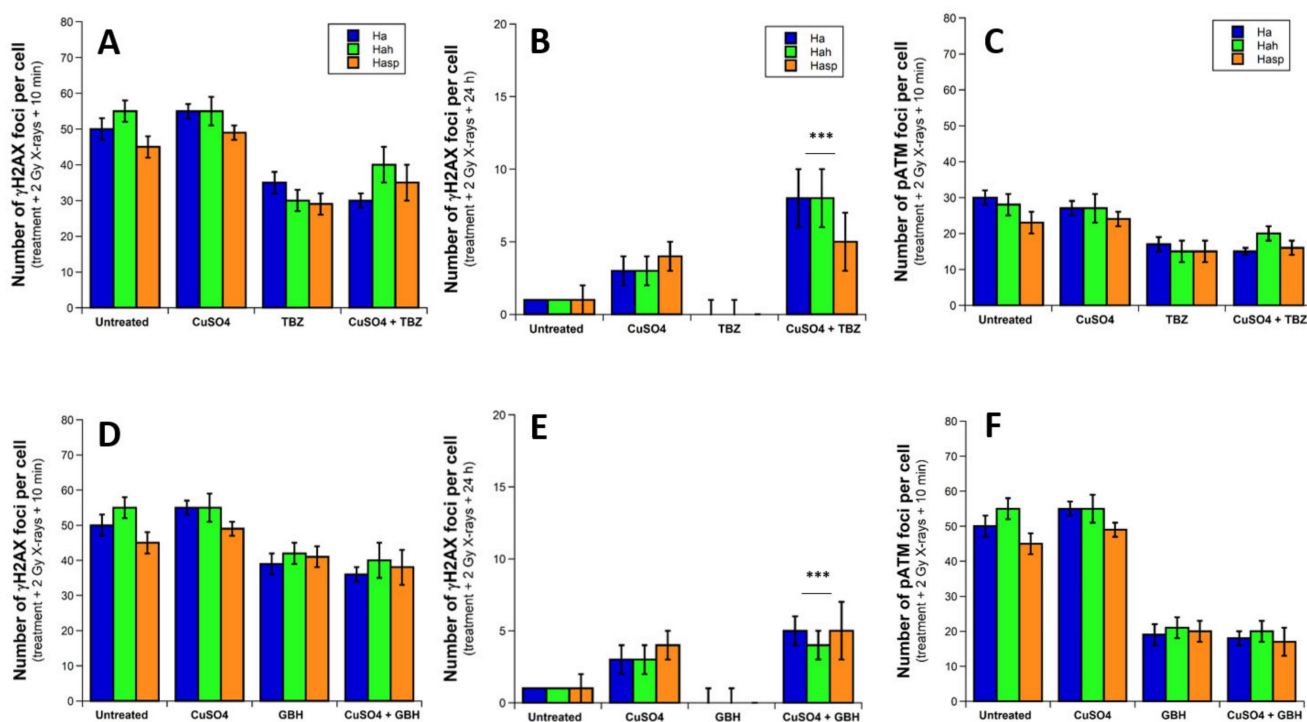 A
Ha
Hah
Hasp
Number of γH2AX foci per cell
(treatment + 2 Gy X-rays + 10 min)
80
70
60
50
40
30
20
10
0
Untreated
CuSO4
TBZ
CuSO4 + TBZ
B
Ha
Hah
Hasp
Number of γH2AX foci per cell
(treatment + 2 Gy X-rays + 24 h)
20
15
10
5
0
***
Untreated
CuSO4
TBZ
CuSO4 + TBZ
C
Ha
Hah
Hasp
Number of pATM foci per cell
(treatment + 2 Gy X-rays + 10 min)
80
70
60
50
40
30
20
10
0
Untreated
CuSO4
TBZ
CuSO4 + TBZ
D
Number of γH2AX foci per cell
(treatment + 2 Gy X-rays + 10 min)
80
70
60
50
40
30
20
10
0
Untreated
CuSO4
GBH
CuSO4 + GBH
E
Number of γH2AX foci per cell
(treatment + 2 Gy X-rays + 24 h)
20
15
10
5
0
***
Untreated
CuSO4
GBH
CuSO4 + GBH
F
Number of pATM foci per cell
(treatment + 2 Gy X-rays + 10 min)
80
70
60
50
40
30
20
10
0
Untreated
CuSO4
GBH
CuSO4 + GBH